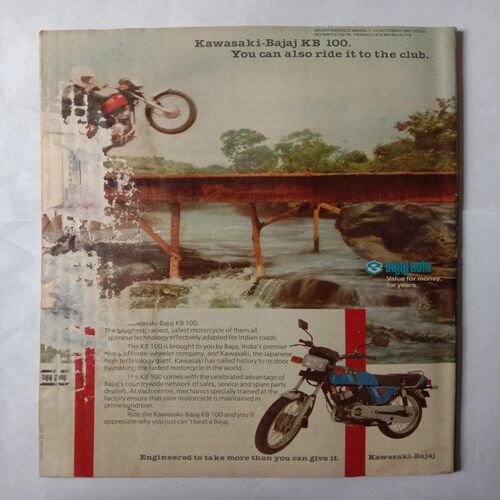 SPORTSWORLD WEEKLY 14 OCTOBER 1987
Kawasaki-Bajaj KB 100.
You can also ride it to the club.
Bajaj auto
Value for money,
for years
Kawasaki-Bajaj KB 100.
The toughest, raciest, safest motorcycle of them all.
Japanese technology effectively adapted for Indian roads.
The KB 100 is brought to you by Bajaj, India's premier
two and three-wheeler company, and Kawasaki, the Japanese
high technology giant. Kawasaki has nailed history to its door
by making the fastest motorcycle in the world.
The KB 100 comes with the celebrated advantage of
Bajaj's countrywide network of sales, service and spare parts
dealers. At each centre, mechanics specially trained at the
factory ensure that your motorcycle is maintained in
prime condition.
Ride the Kawasaki-Bajaj KB 100 and you'll
appreciate why you just can't beat a Bajaj.
Engineered to take more than you can give it.
Kawasaki-Bajaj